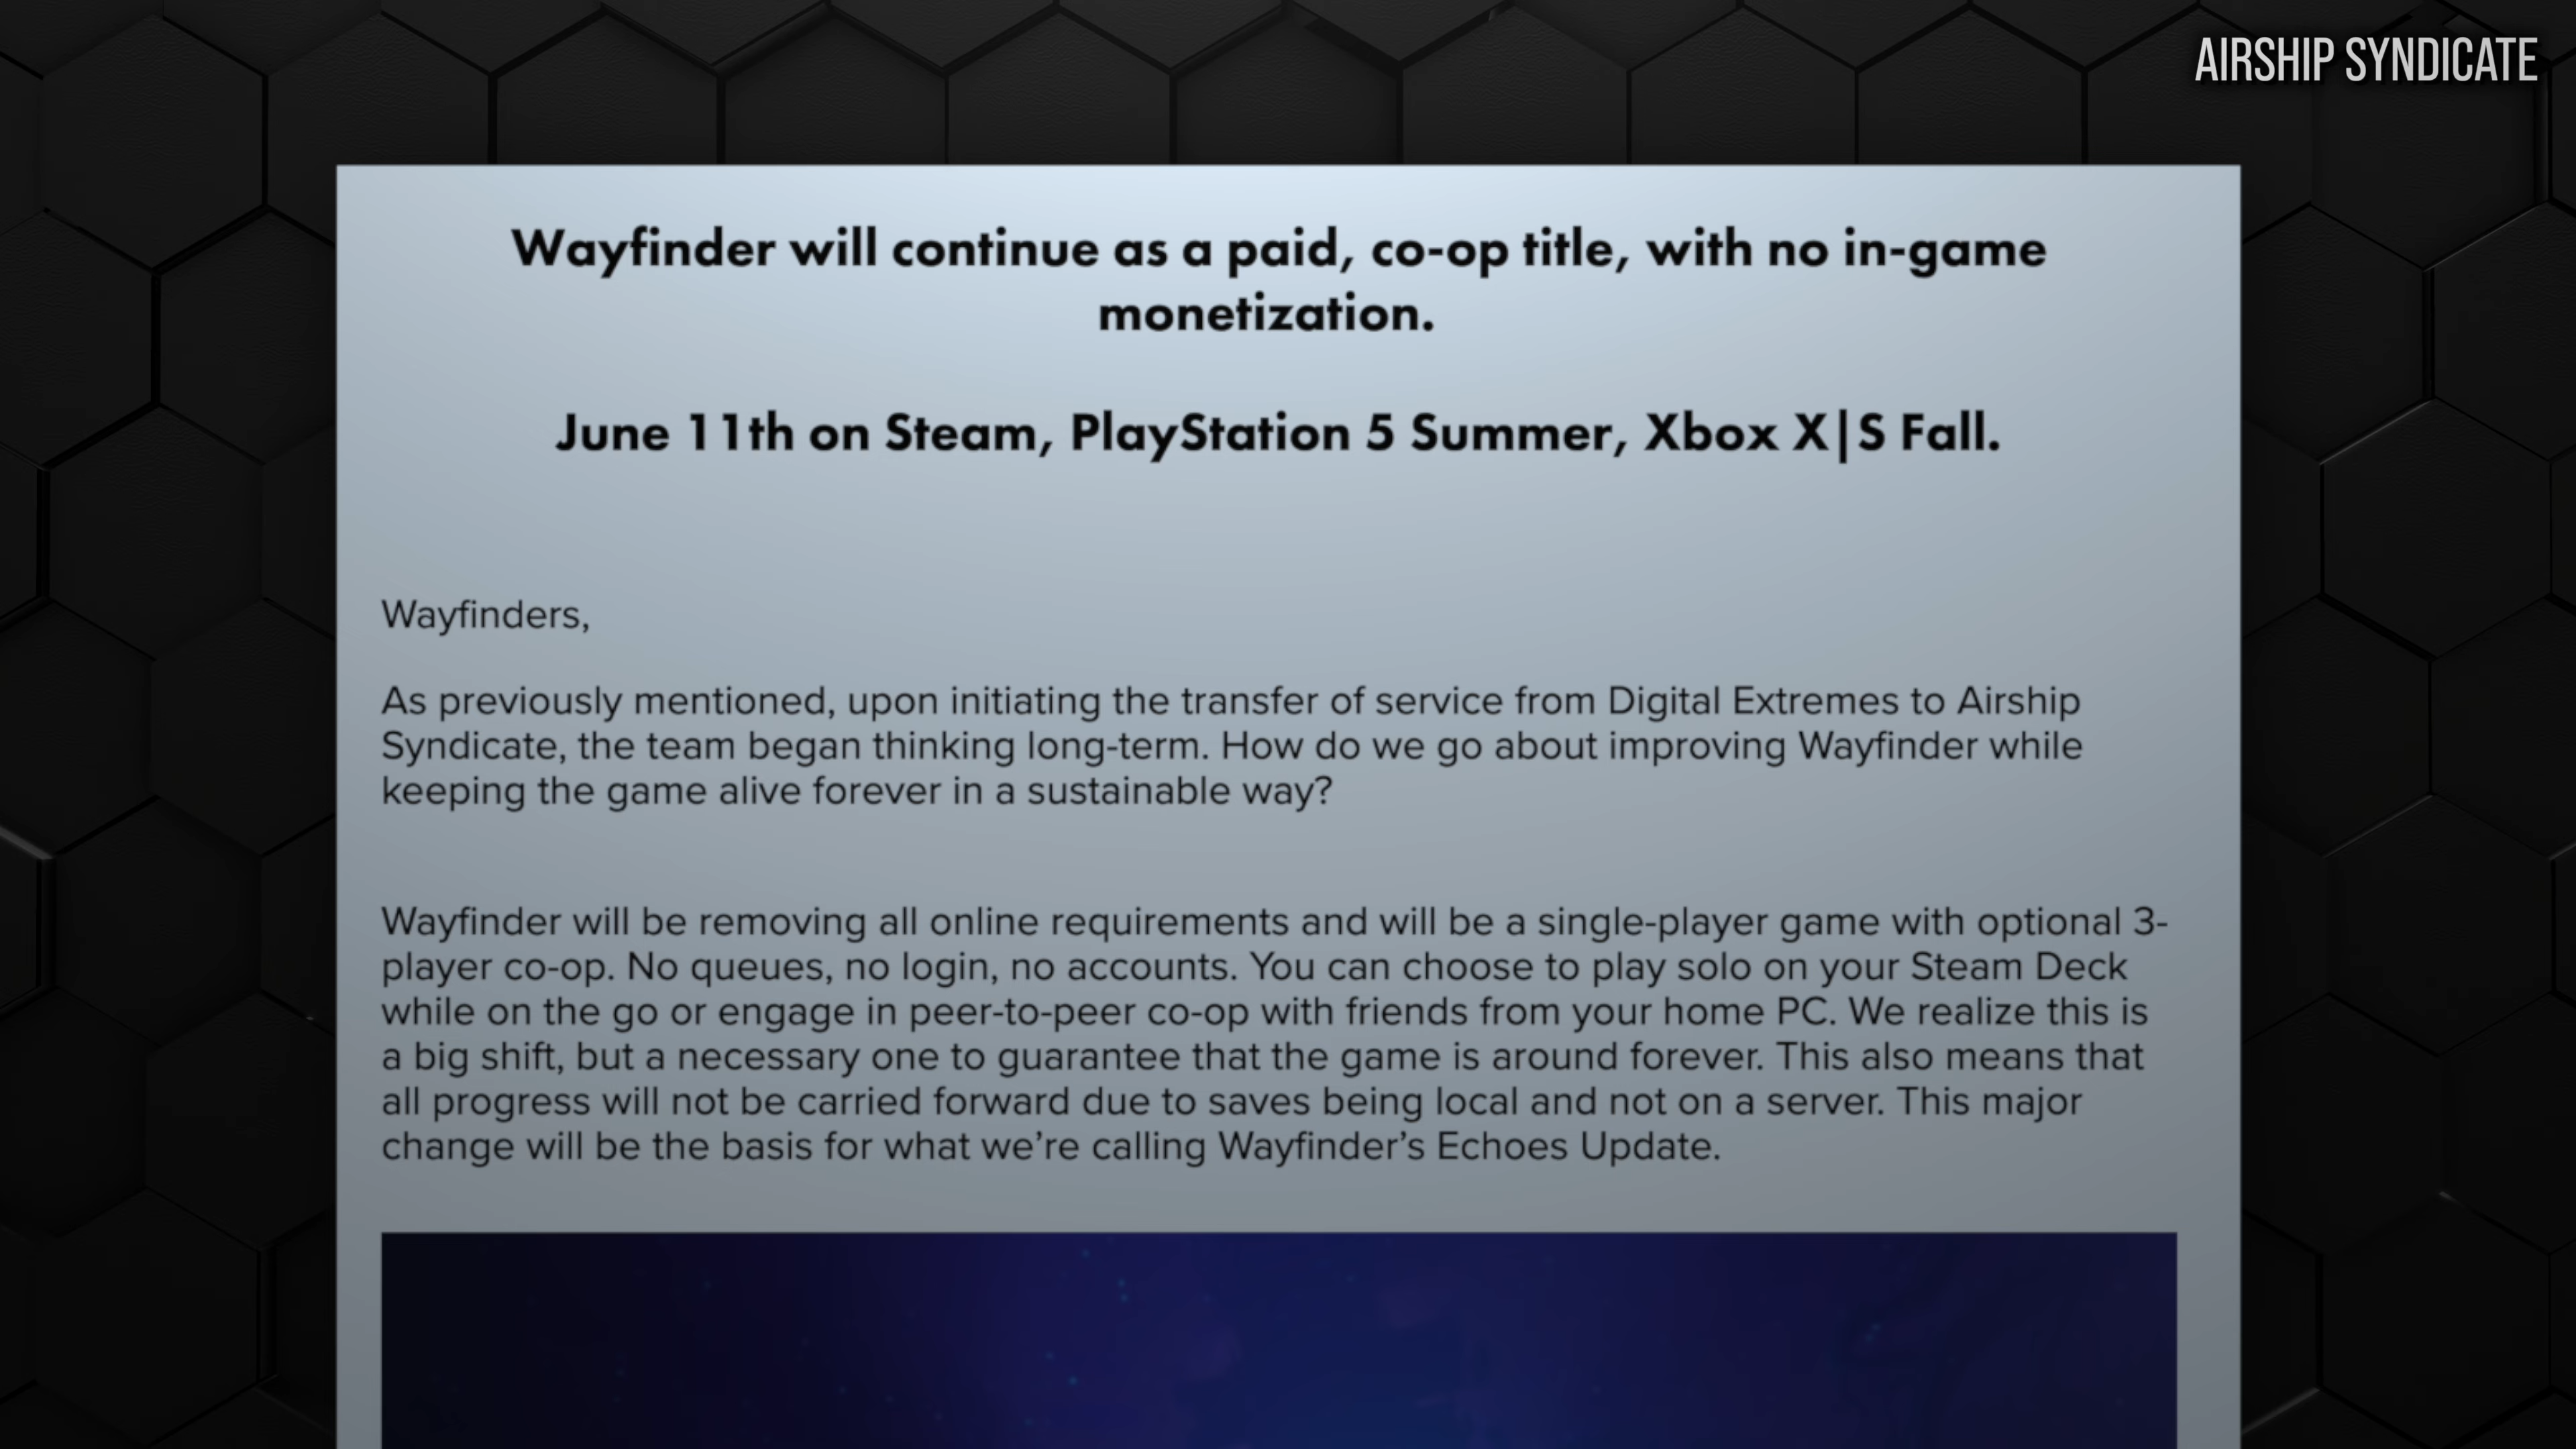 AIRSHIP SYNDICATE
Wayfinder will continue as a paid, co-op title, with no in-game
monetization.
June 11th on Steam, PlayStation 5 Summer, Xbox X|S Fall.
Wayfinders,
As previously mentioned, upon initiating the transfer of service from Digital Extremes to Airship
Syndicate, the team began thinking long-term. How do we go about improving Wayfinder while
keeping the game alive forever in a sustainable way?
Wayfinder will be removing all online requirements and will be a single-player game with optional 3-
player co-op. No queues, no login, no accounts. You can choose to play solo on your Steam Deck
while on the go or engage in peer-to-peer co-op with friends from your home PC. We realize this is
a big shift, but a necessary one to guarantee that the game is around forever. This also means that
all progress will not be carried forward due to saves being local and not on a server. This major
change will be the basis for what we’re calling Wayfinder’s Echoes Update.